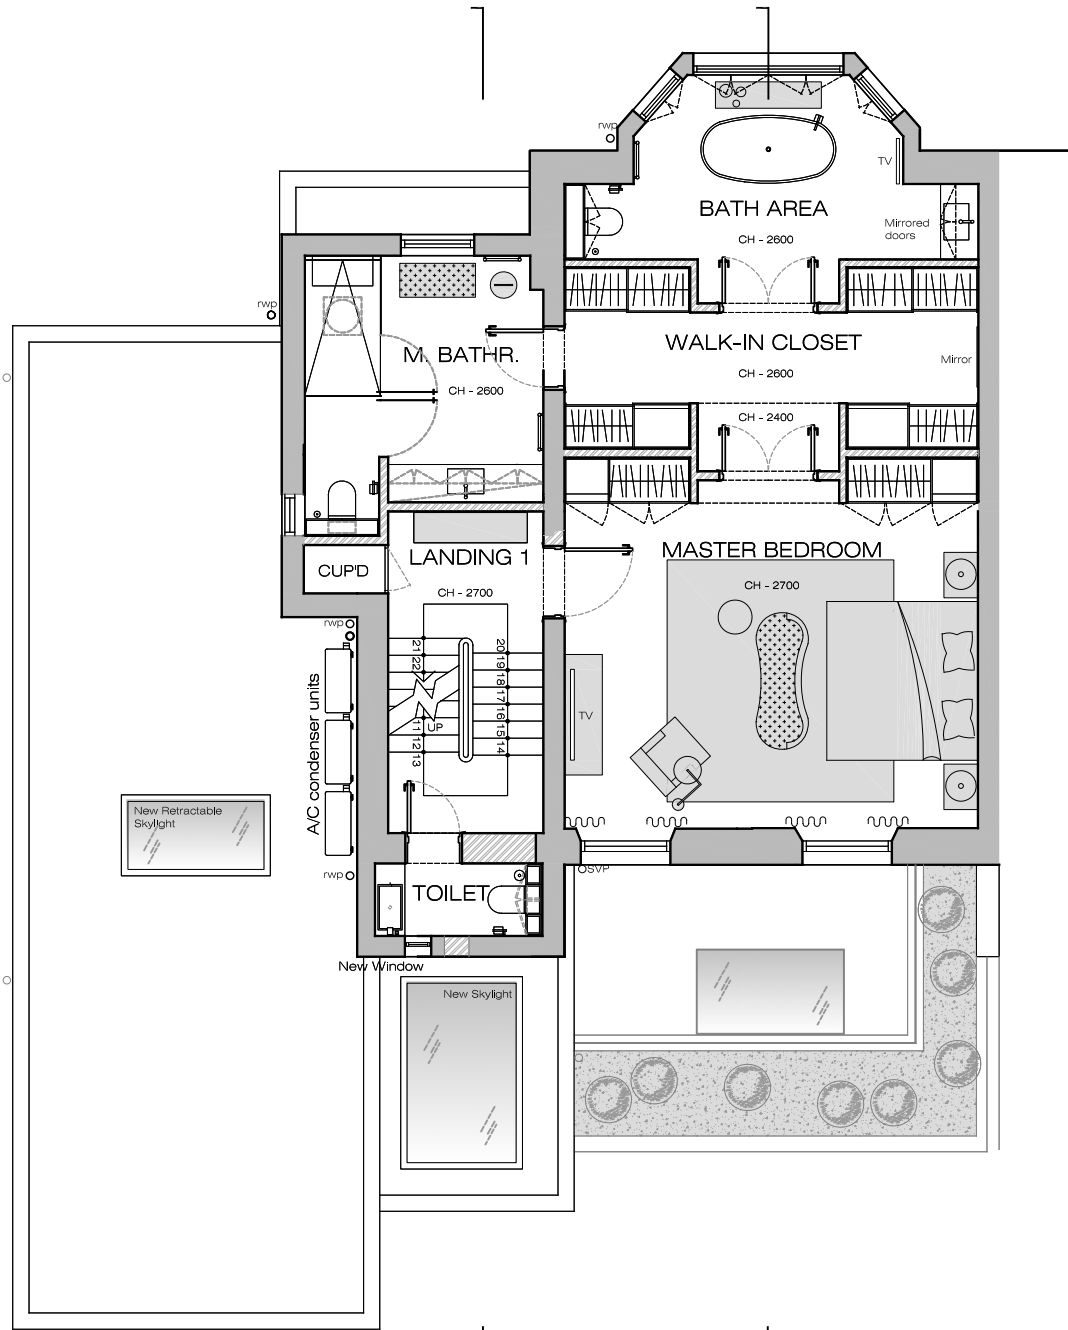 rwp
TV
BATH AREA
Mirrored
doors
CH - 2600
rwp
WALK-IN CLOSET
M. BATHR.
Mirror
CH - 2600
CH - 2600
CH - 2400
MASTER BEDROOM
LANDING 1
CUP'D
CH - 2700
CH - 2700
rwp
21
22
20
19
18
17
16
15
14
11
12
13
UP
TV
A/C condenser units
New Retractable
Skylight
rwp
SVP
TOILET
New Window
New Skylight